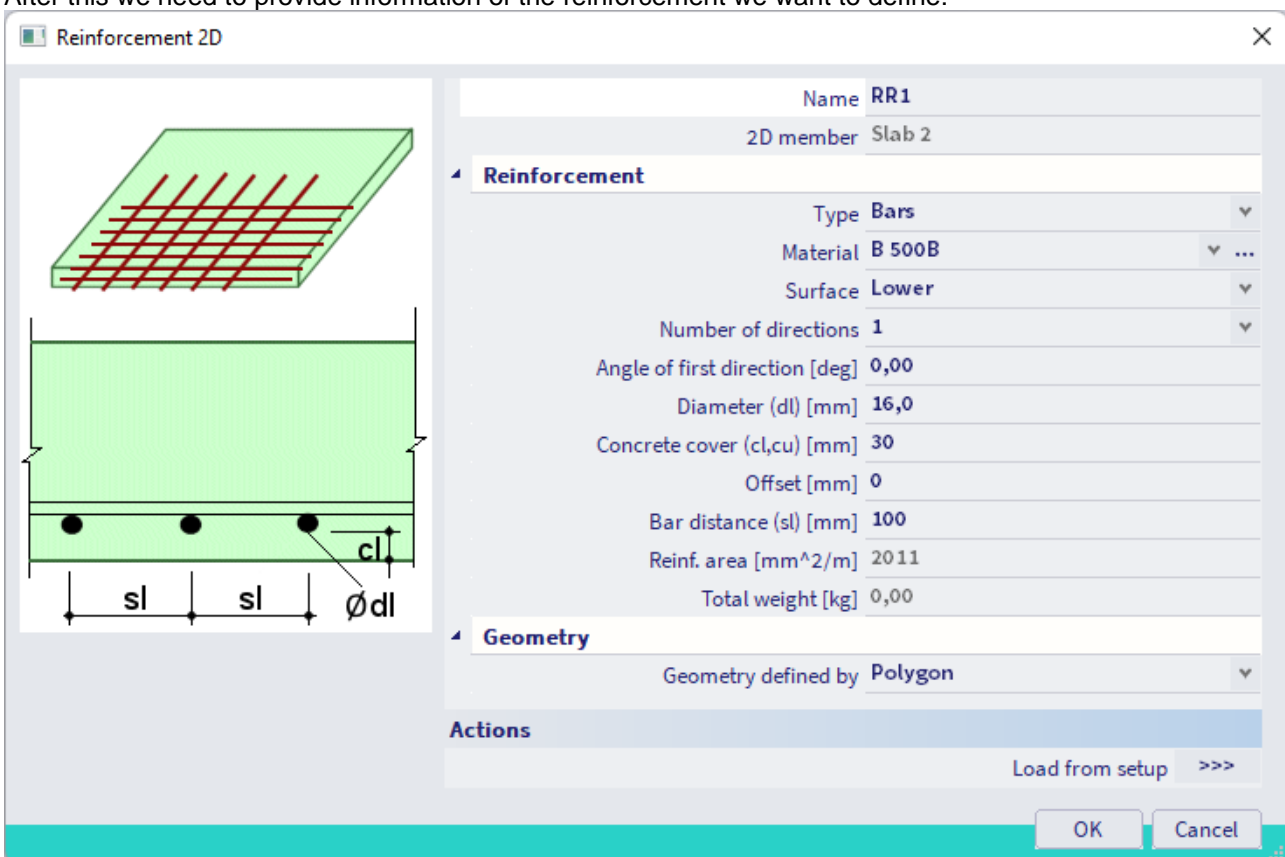 After this we need to provide information of the reinforcement we want to define:
Reinforcement 2D
Name RR1
2D member Slab 2
Reinforcement
Type Bars
Material B 500B ...
Surface Lower
Number of directions 1
Angle of first direction [deg] 0,00
Diameter (dl) [mm] 16,0
Concrete cover (cl,cu) [mm] 30
Offset [mm] 0
Bar distance (sl) [mm] 100
Reinf. area [mm^2/m] 2011
Total weight [kg] 0,00
Geometry
Geometry defined by Polygon
Actions
Load from setup >>>
OK Cancel
cl
sl sl Ødl